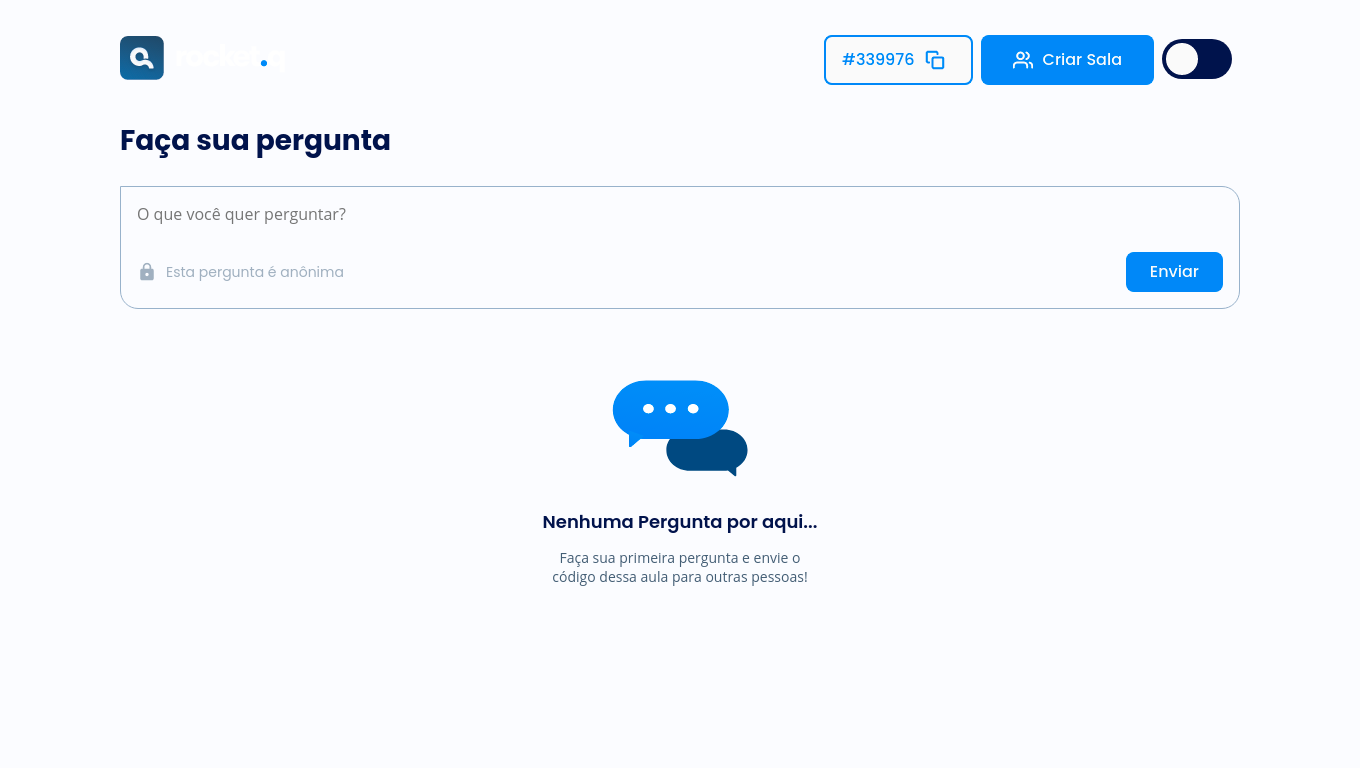 rocket.q
#339976
Criar Sala
Faça sua pergunta
O que você quer perguntar?
Esta pergunta é anônima
Enviar
Nenhuma Pergunta por aqui...
Faça sua primeira pergunta e envie o
código dessa aula para outras pessoas!